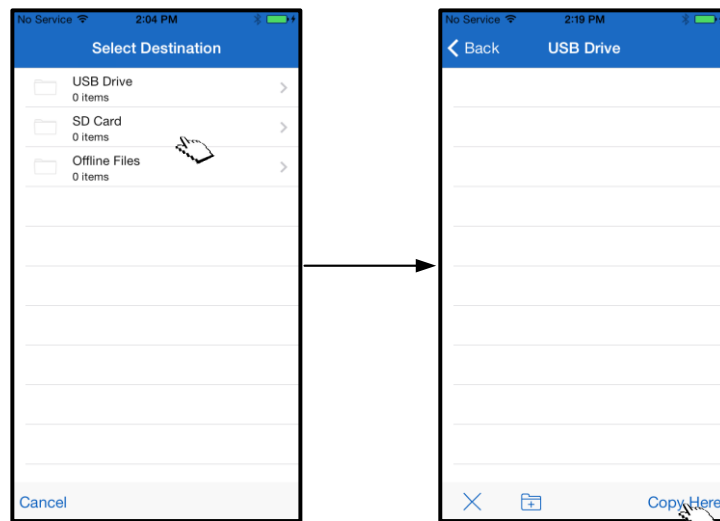 No Service 2:04 PM
Select Destination
USB Drive
0 items
SD Card
0 items
Offline Files
0 items
Cancel
No Service 2:19 PM
Back USB Drive
Copy Here